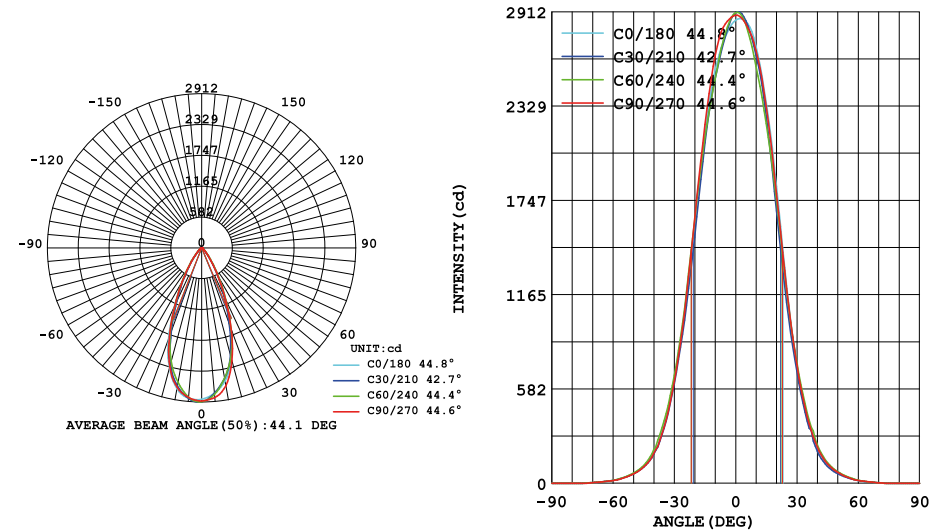 2912
-150 150
2329
1747
-120 120
1165
582
0
-90 90
-60 60
UNIT:cd
C0/180 44.8°
C30/210 42.7°
C60/240 44.4°
C90/270 44.6°
-30 30
0
AVERAGE BEAM ANGLE(50%):44.1 DEG
2912
C0/180 44.8°
C30/210 42.7°
C60/240 44.4°
C90/270 44.6°
2329
1747
INTENSITY(cd)
1165
582
0
-90 -60 -30 0 30 60 90
ANGLE(DEG)